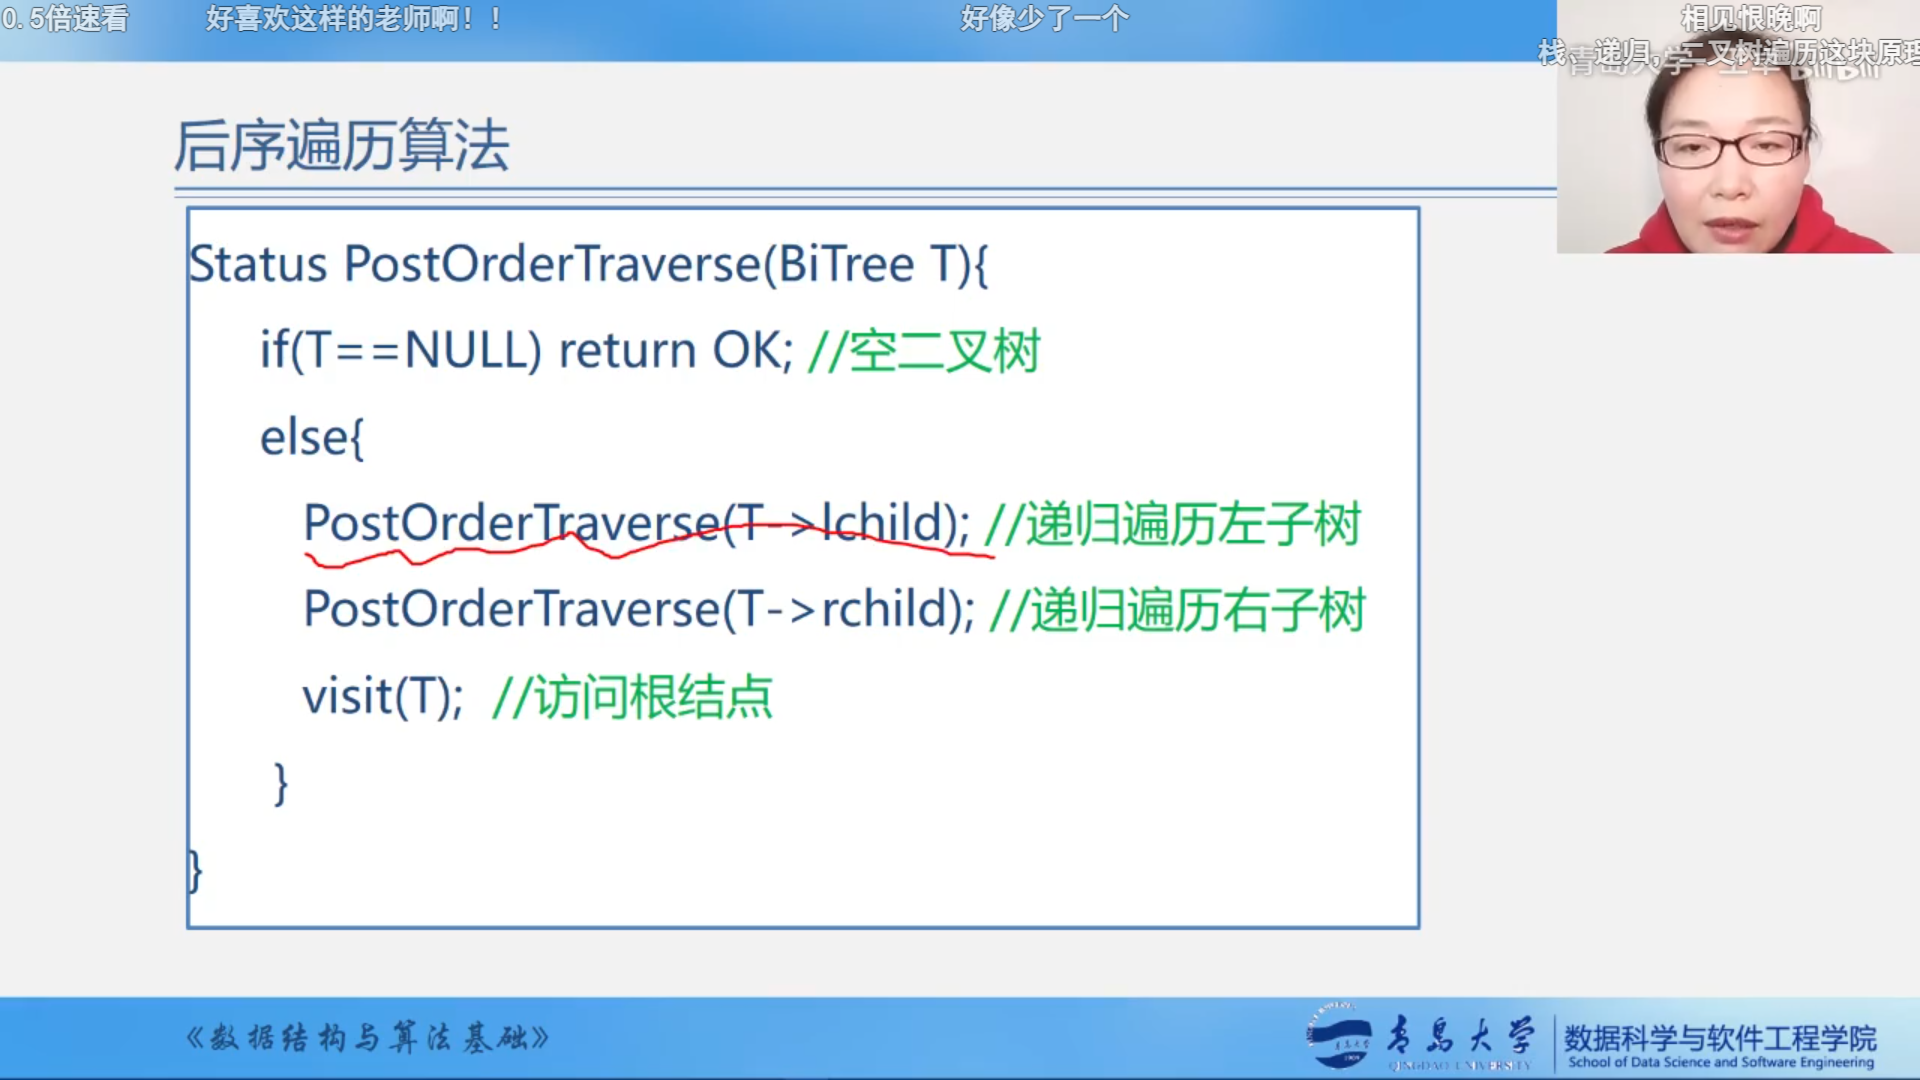 0.5倍速看 好喜欢这样的老师啊！！ 好像少了一个 相见恨晚啊
栈、递归，二叉树遍历这块原理
后序遍历算法
Status PostOrderTraverse(BiTree T){
if(T==NULL) return OK; //空二叉树
else{
PostOrderTraverse(T->lchild); //递归遍历左子树
PostOrderTraverse(T->rchild); //递归遍历右子树
visit(T); //访问根结点
}
}
《数据结构与算法基础》
青岛大学
QINGDAO UNIVERSITY
数据科学与软件工程学院
School of Data Science and Software Engineering